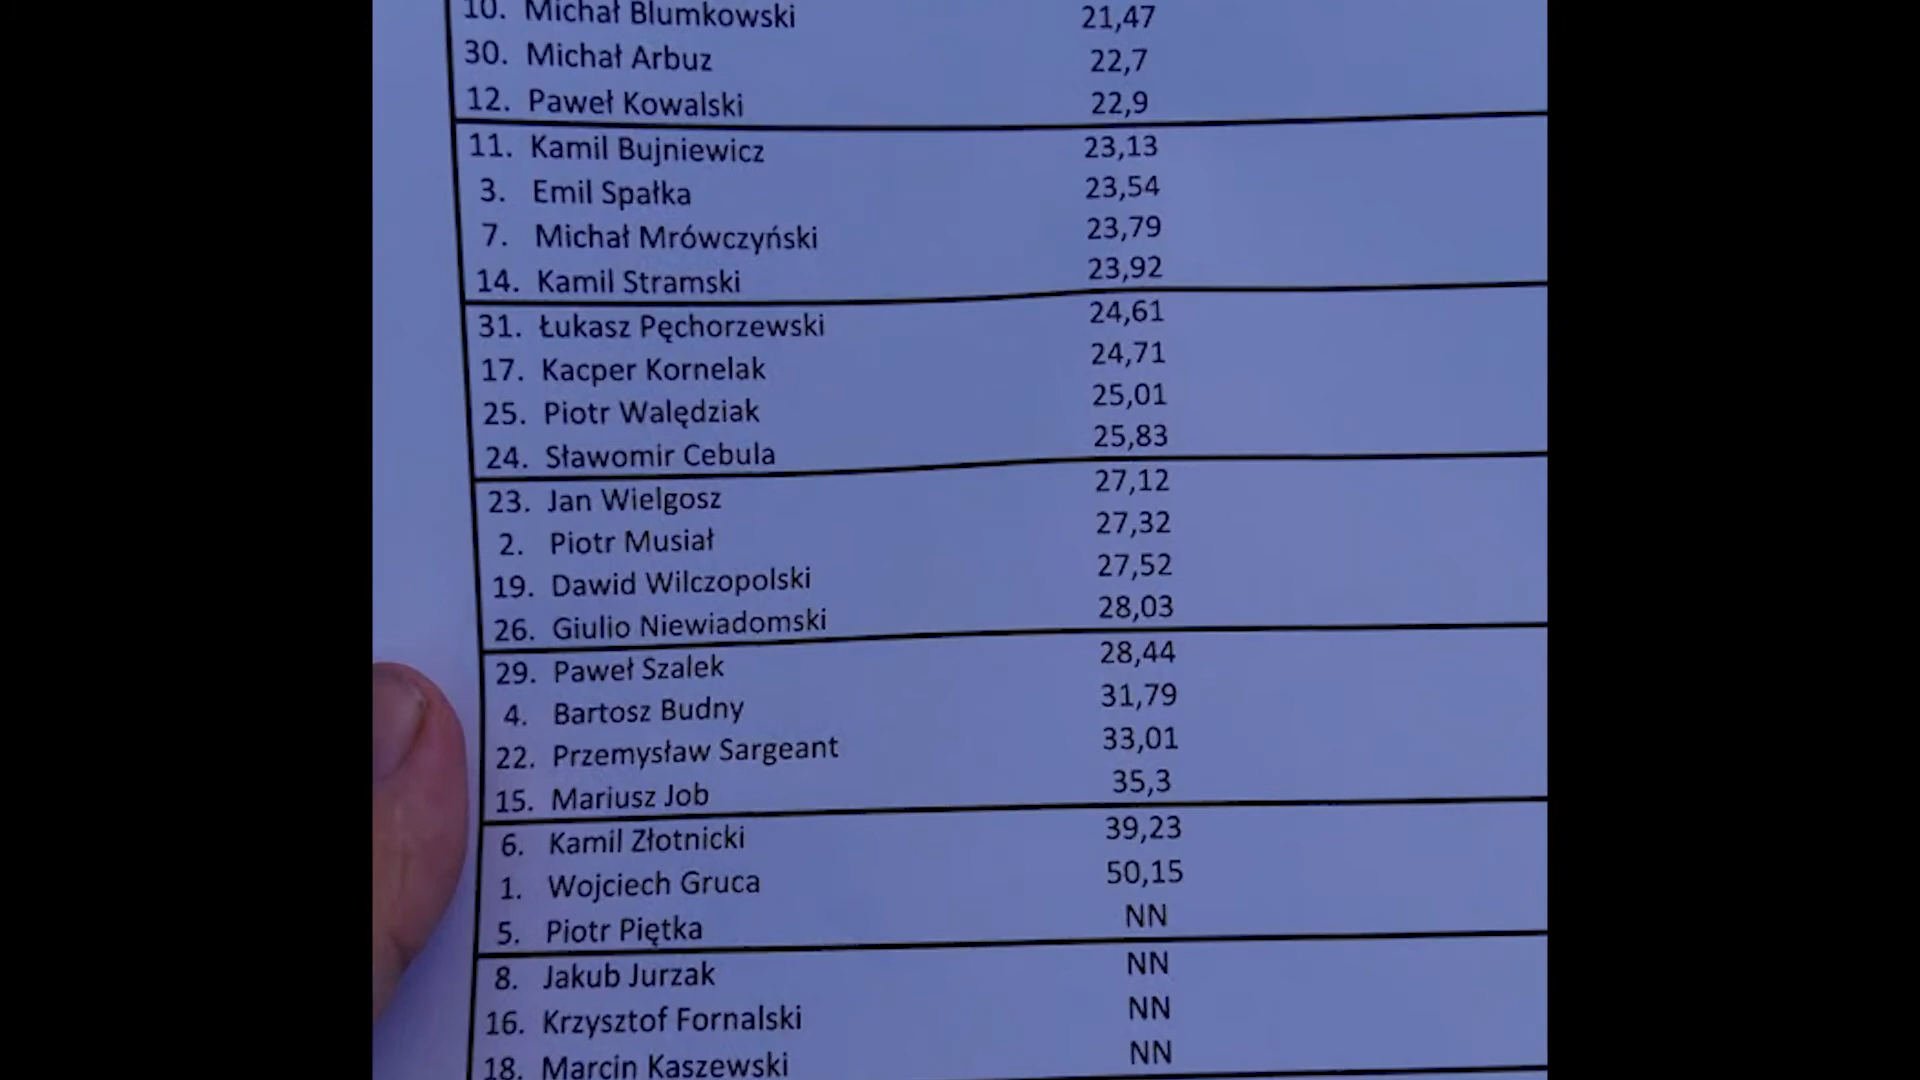 10. Michał Blumkowski 21,47
30. Michał Arbuz 22,7
12. Paweł Kowalski 22,9
11. Kamil Bujniewicz 23,13
3. Emil Spałka 23,54
7. Michał Mrówczyński 23,79
14. Kamil Stramski 23,92
31. Łukasz Pęchorzewski 24,61
17. Kacper Kornelak 24,71
25. Piotr Walędziak 25,01
24. Sławomir Cebula 25,83
23. Jan Wielgosz 27,12
2. Piotr Musiał 27,32
19. Dawid Wilczopolski 27,52
26. Giulio Niewiadomski 28,03
29. Paweł Szalek 28,44
4. Bartosz Budny 31,79
22. Przemysław Sargeant 33,01
15. Mariusz Job 35,3
6. Kamil Złotnicki 39,23
1. Wojciech Gruca 50,15
5. Piotr Piętka NN
8. Jakub Jurzak NN
16. Krzysztof Fornalski NN
18. Marcin Kaszewski NN